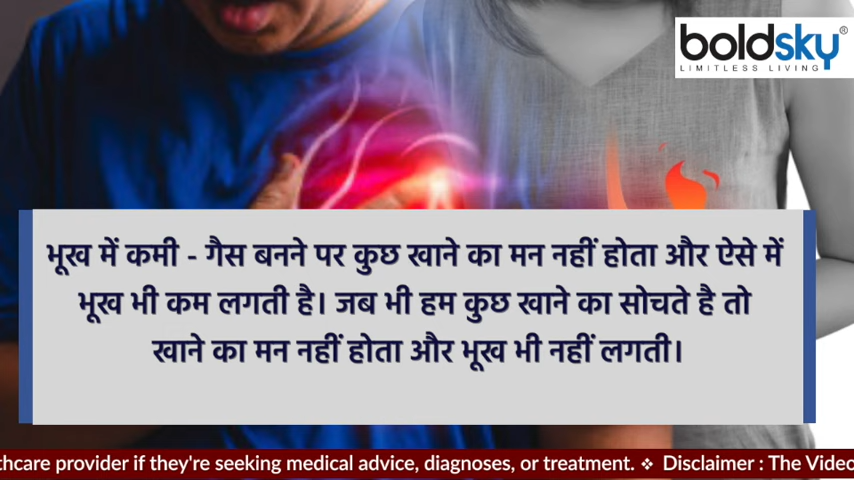 boldsky®
LIMITLESS LIVING
भूख में कमी - गैस बनने पर कुछ खाने का मन नहीं होता और ऐसे में
भूख भी कम लगती है। जब भी हम कुछ खाने का सोचते है तो
खाने का मन नहीं होता और भूख भी नहीं लगती।
thcare provider if they're seeking medical advice, diagnoses, or treatment. ❖ Disclaimer : The Video